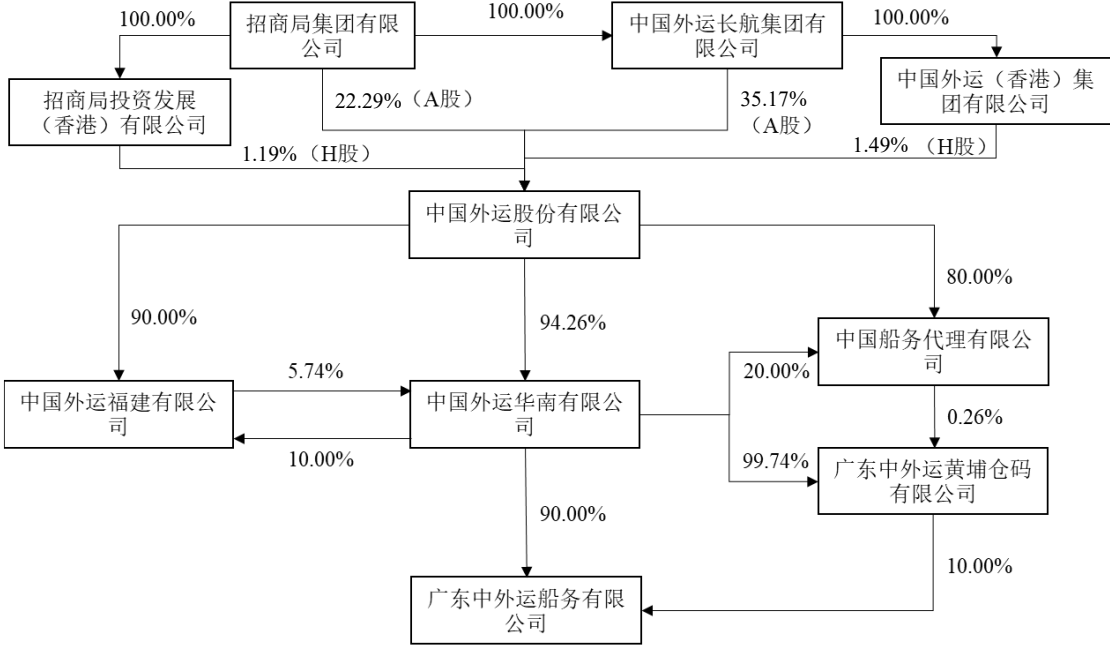 100.00%
招商局集团有限
公司
100.00%
中国外运长航集团有
限公司
100.00%
招商局投资发展
（香港）有限公司
22.29%（A股）
35.17%
（A股）
中国外运（香港）集
团有限公司
1.19%（H股）
1.49%（H股）
中国外运股份有限公
司
90.00%
94.26%
80.00%
中国船务代理有限公
司
5.74%
20.00%
中国外运福建有限公
司
中国外运华南有限公
司
0.26%
10.00%
99.74%
广东中外运黄埔仓码
有限公司
90.00%
10.00%
广东中外运船务有限
公司